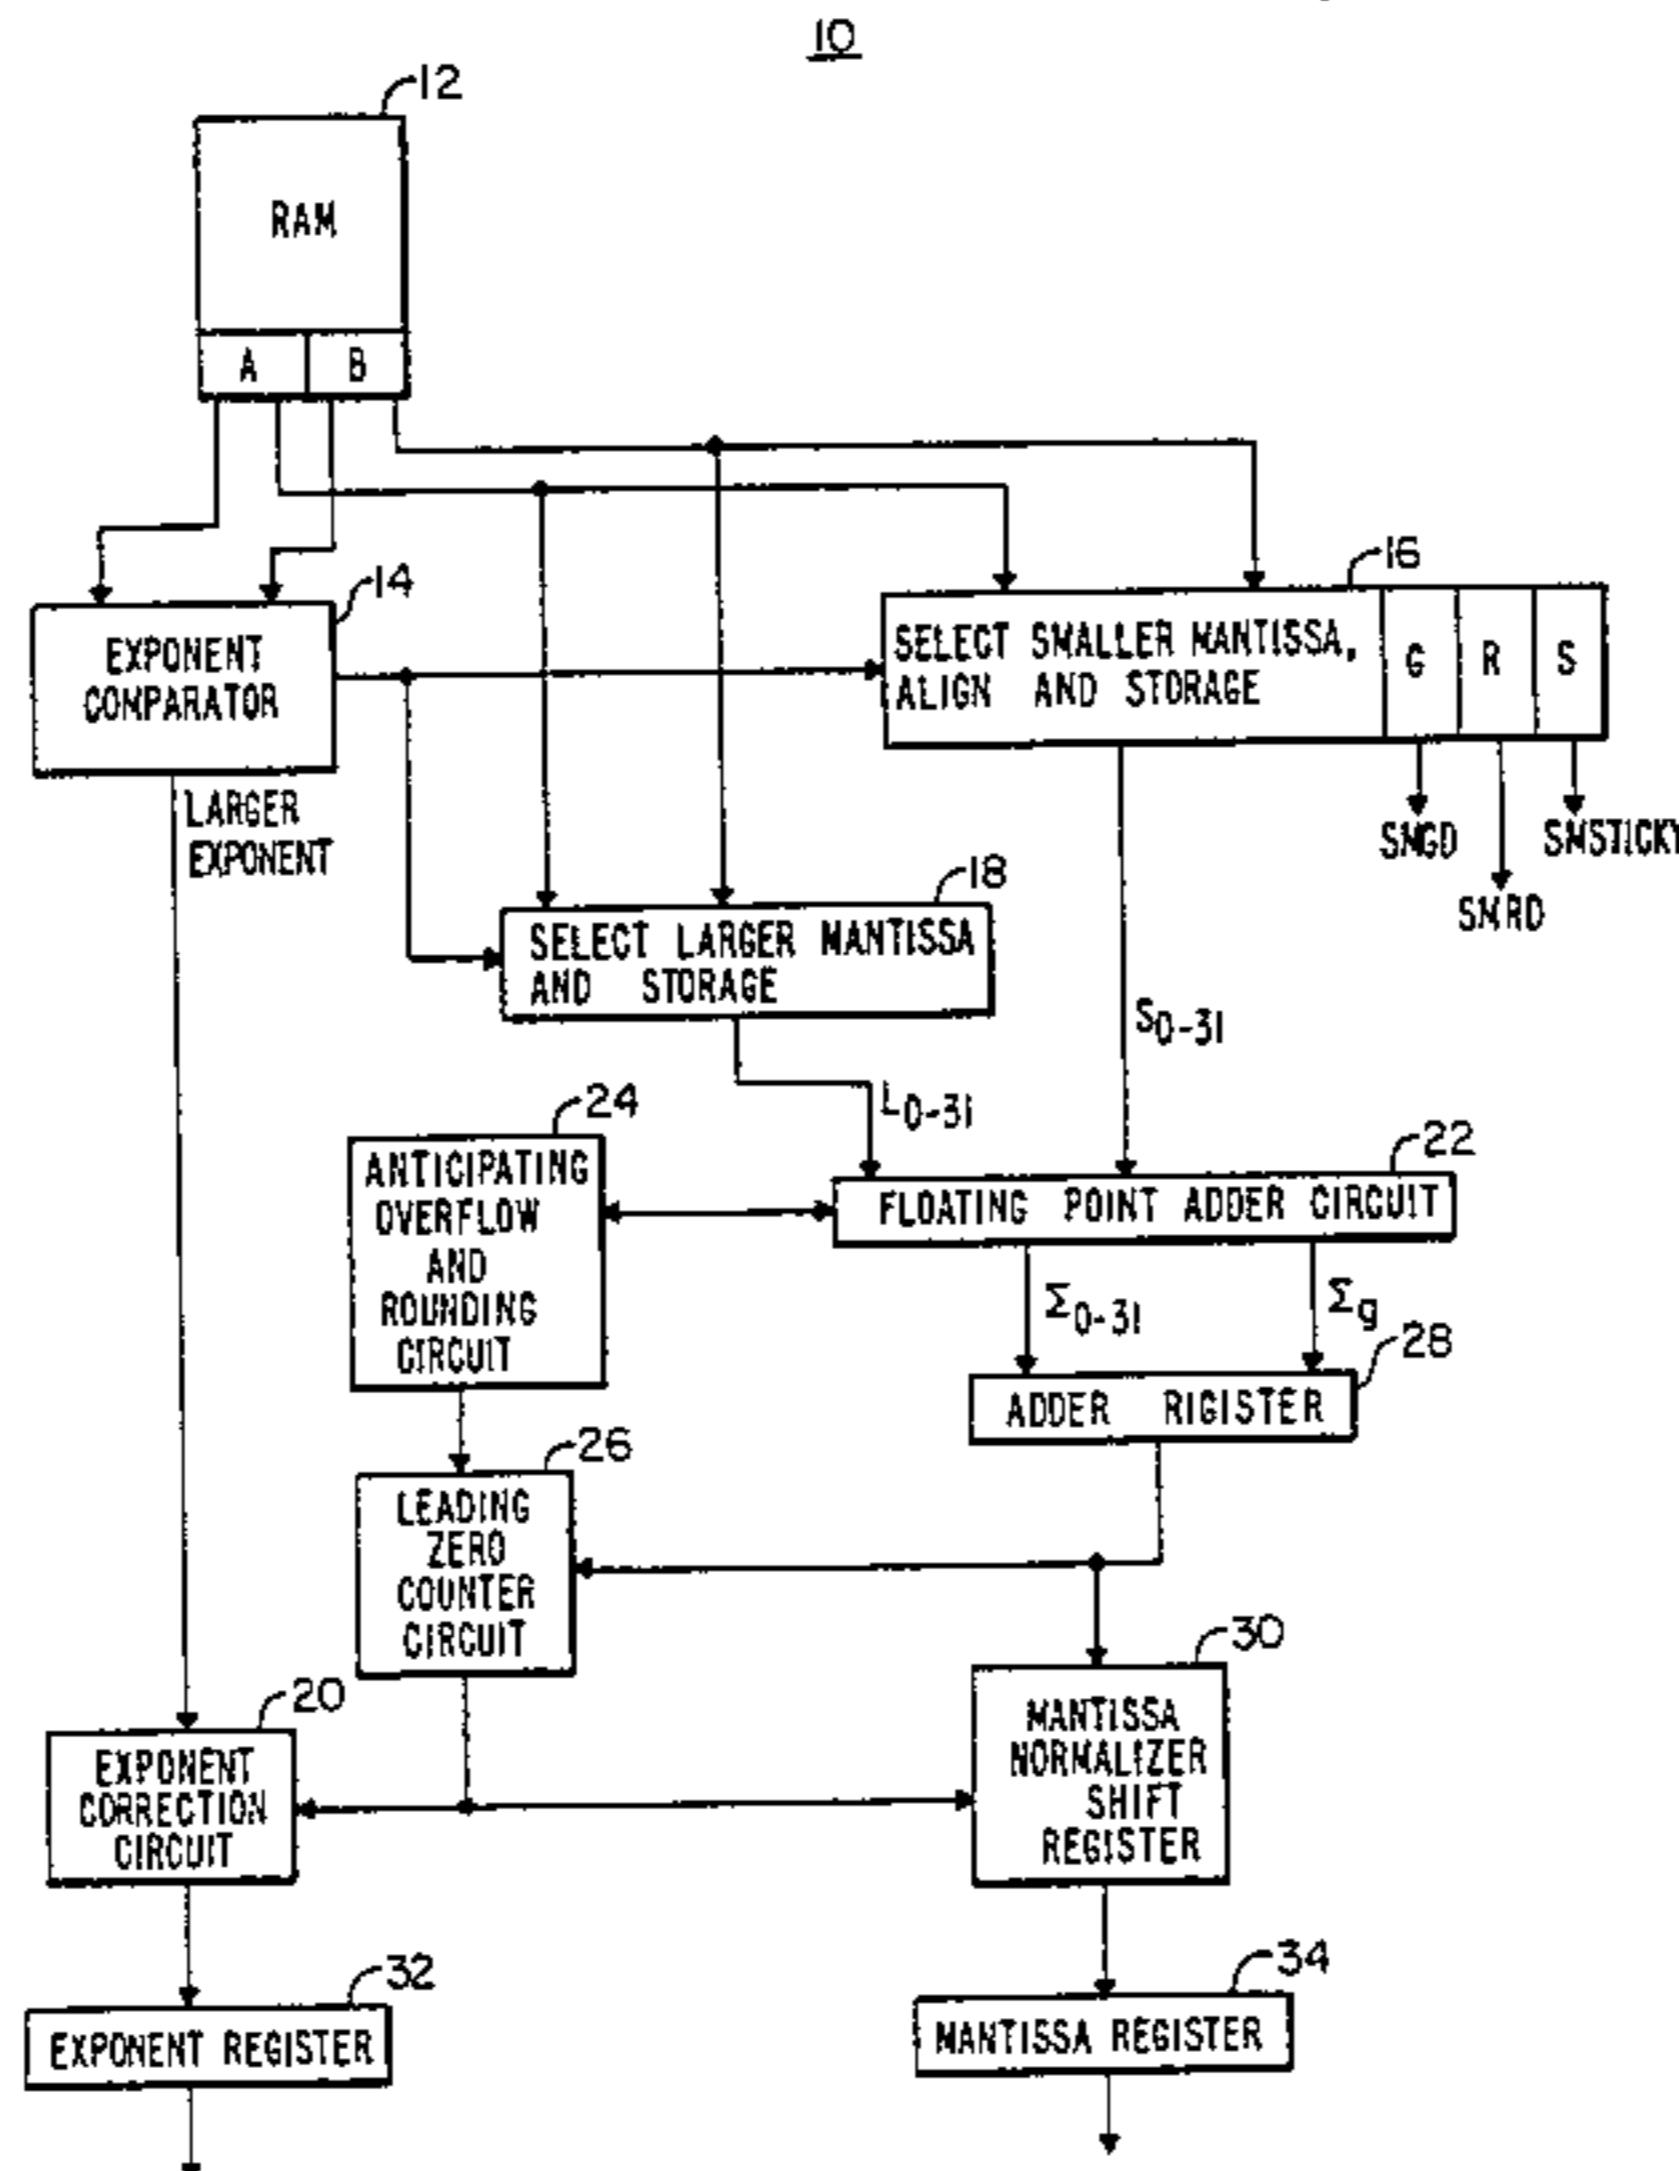 10
12
RAM
A B
14
EXPONENT
COMPARATOR
16
SELECT SMALLER MANTISSA,
ALIGN AND STORAGE
G R S
LARGER
EXPONENT
SMGD
SMSTICKY
SMRD
18
SELECT LARGER MANTISSA
AND STORAGE
S0-31
L0-31
24
ANTICIPATING
OVERFLOW
AND
ROUNDING
CIRCUIT
22
FLOATING POINT ADDER CIRCUIT
Σ0-31
Σg
28
ADDER RIGISTER
26
LEADING
ZERO
COUNTER
CIRCUIT
30
MANTISSA
NORMALIZER
SHIFT
REGISTER
20
EXPONENT
CORRECTION
CIRCUIT
32
EXPONENT REGISTER
34
MANTISSA REGISTER